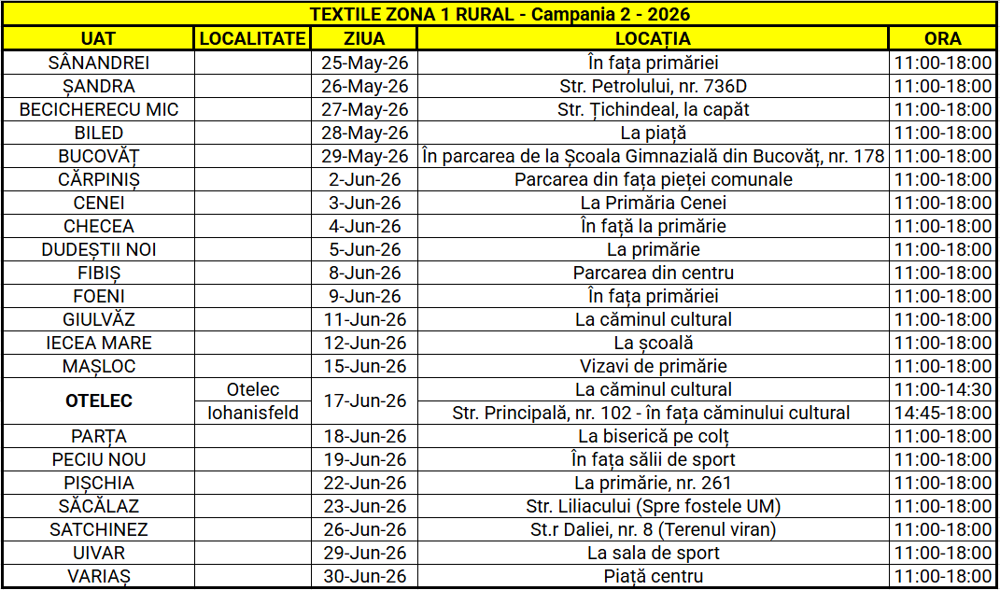 TEXTILE ZONA 1 RURAL - Campania 2 - 2026
UAT LOCALITATE ZIUA LOCAȚIA ORA
SÂNANDREI 25-May-26 În fața primăriei 11:00-18:00
ȘANDRA 26-May-26 Str. Petrolului, nr. 736D 11:00-18:00
BECICHERECU MIC 27-May-26 Str. Țichindeal, la capăt 11:00-18:00
BILED 28-May-26 La piață 11:00-18:00
BUCOVĂȚ 29-May-26 În parcarea de la Școala Gimnazială din Bucovăț, nr. 178 11:00-18:00
CĂRPINIȘ 2-Jun-26 Parcarea din fața pieței comunale 11:00-18:00
CENEI 3-Jun-26 La Primăria Cenei 11:00-18:00
CHECEA 4-Jun-26 În față la primărie 11:00-18:00
DUDEȘTII NOI 5-Jun-26 La primărie 11:00-18:00
FIBIȘ 8-Jun-26 Parcarea din centru 11:00-18:00
FOENI 9-Jun-26 În fața primăriei 11:00-18:00
GIULVĂZ 11-Jun-26 La căminul cultural 11:00-18:00
IECEA MARE 12-Jun-26 La școală 11:00-18:00
MAȘLOC 15-Jun-26 Vizavi de primărie 11:00-18:00
OTELEC Otelec 17-Jun-26 La căminul cultural 11:00-14:30
Iohanisfeld Str. Principală, nr. 102 - în fața căminului cultural 14:45-18:00
PARȚA 18-Jun-26 La biserică pe colț 11:00-18:00
PECIU NOU 19-Jun-26 În fața sălii de sport 11:00-18:00
PIȘCHIA 22-Jun-26 La primărie, nr. 261 11:00-18:00
SĂCĂLAZ 23-Jun-26 Str. Liliacului (Spre fostele UM) 11:00-18:00
SATCHINEZ 26-Jun-26 St.r Daliei, nr. 8 (Terenul viran) 11:00-18:00
UIVAR 29-Jun-26 La sala de sport 11:00-18:00
VARIAȘ 30-Jun-26 Piață centru 11:00-18:00